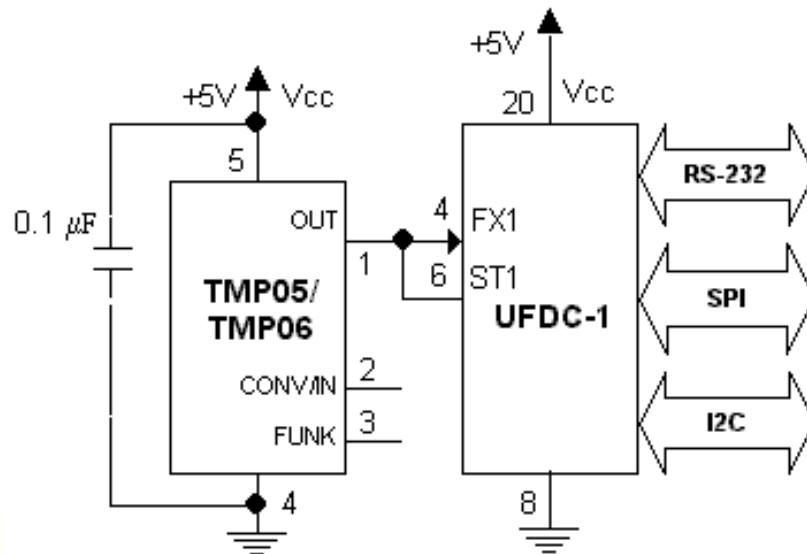 +5V
+5V Vcc
20 Vcc
5
0.1 µF
OUT
1
4
FX1
6
ST1
TMP05/
TMP06
UFDC-1
CONV/IN
2
FUNK
3
4
8
RS-232
SPI
I2C